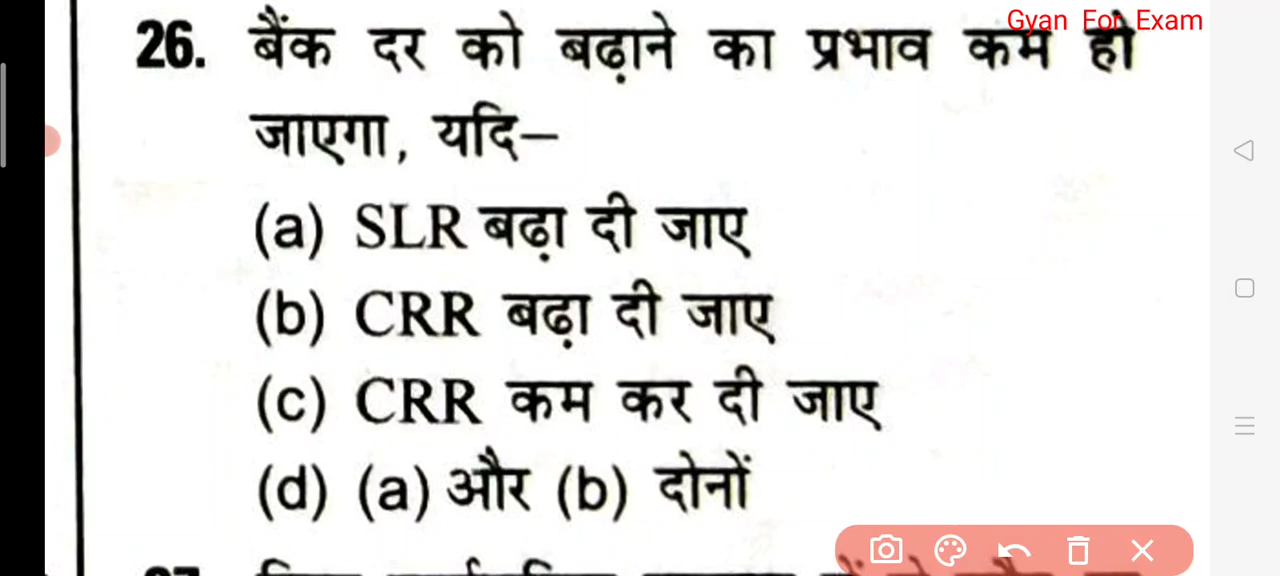 Gyan For Exam
26. बैंक दर को बढ़ाने का प्रभाव कम हो
जाएगा, यदि–
(a) SLR बढ़ा दी जाए
(b) CRR बढ़ा दी जाए
(c) CRR कम कर दी जाए
(d) (a) और (b) दोनों